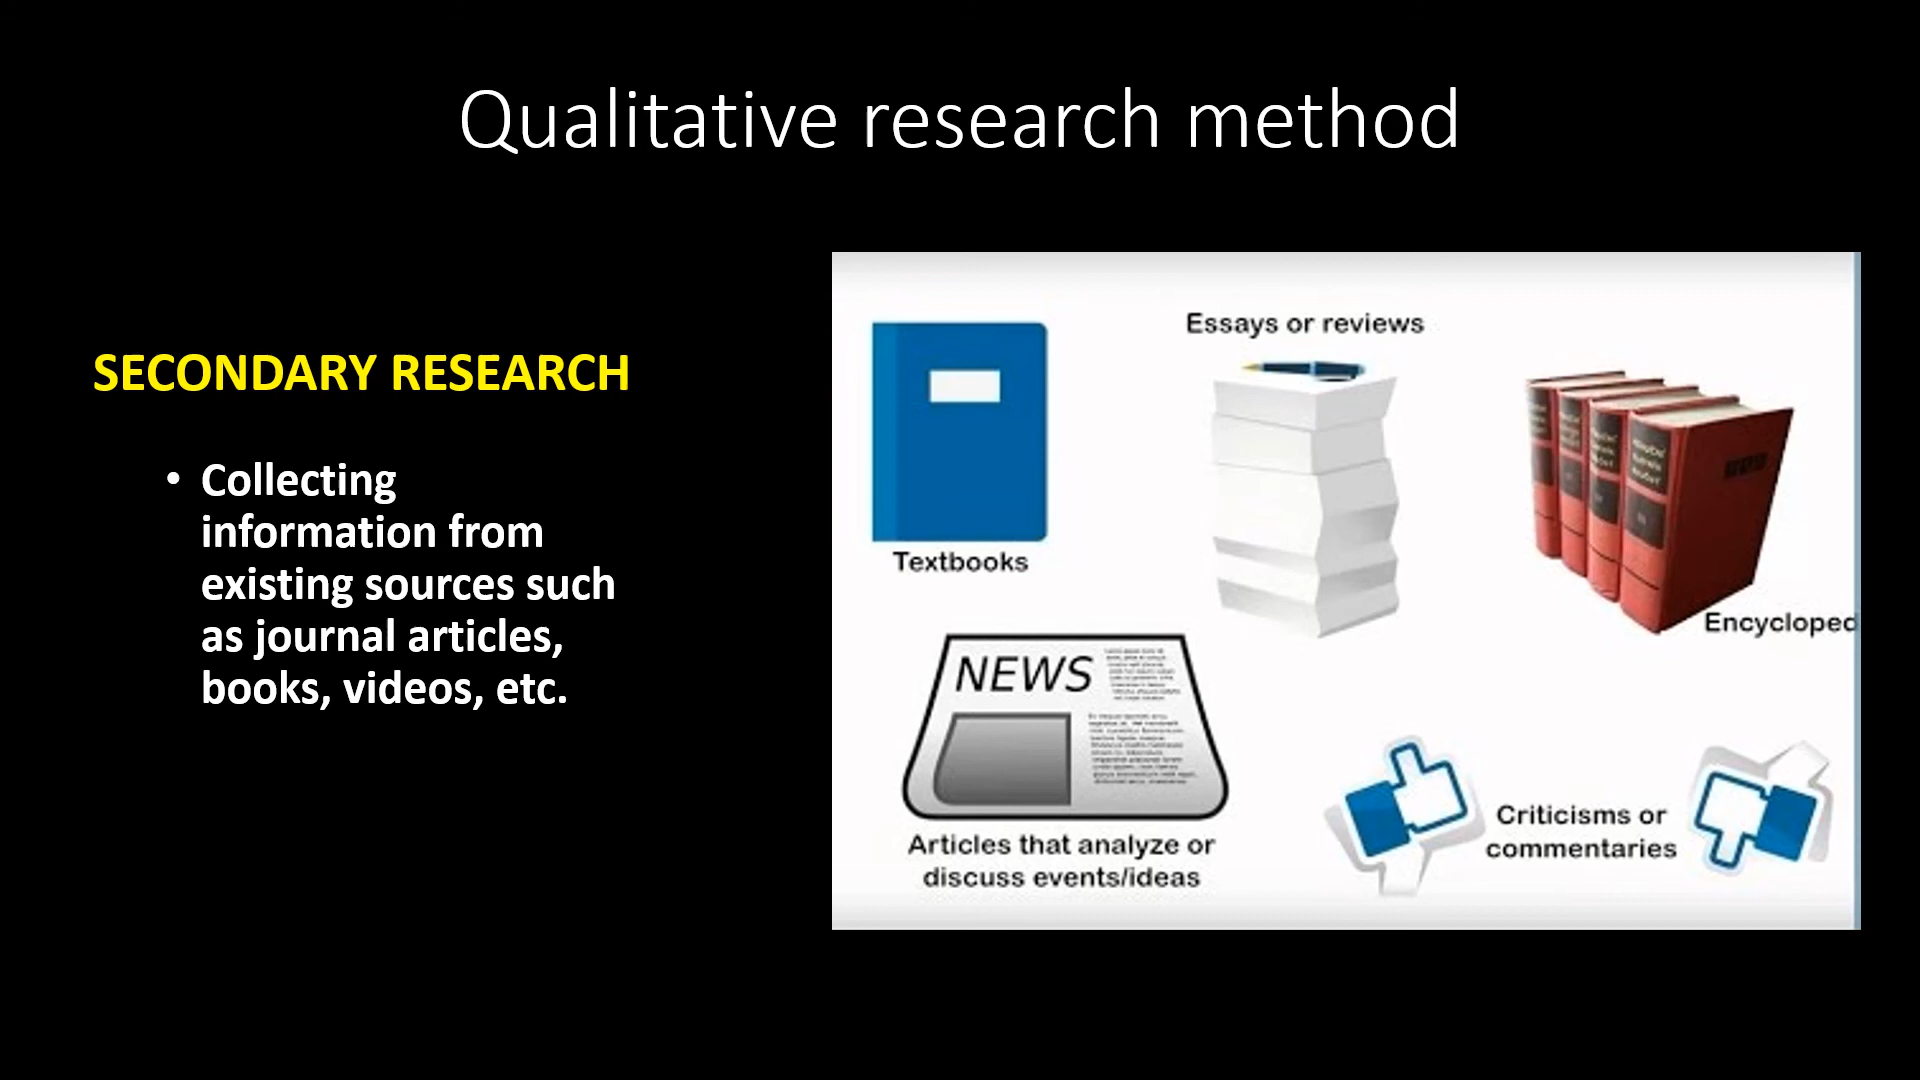 Qualitative research method
SECONDARY RESEARCH
• Collecting
information from
existing sources such
as journal articles,
books, videos, etc.
Essays or reviews
Textbooks
Encycloped
NEWS
Articles that analyze or
discuss events/ideas
Criticisms or
commentaries